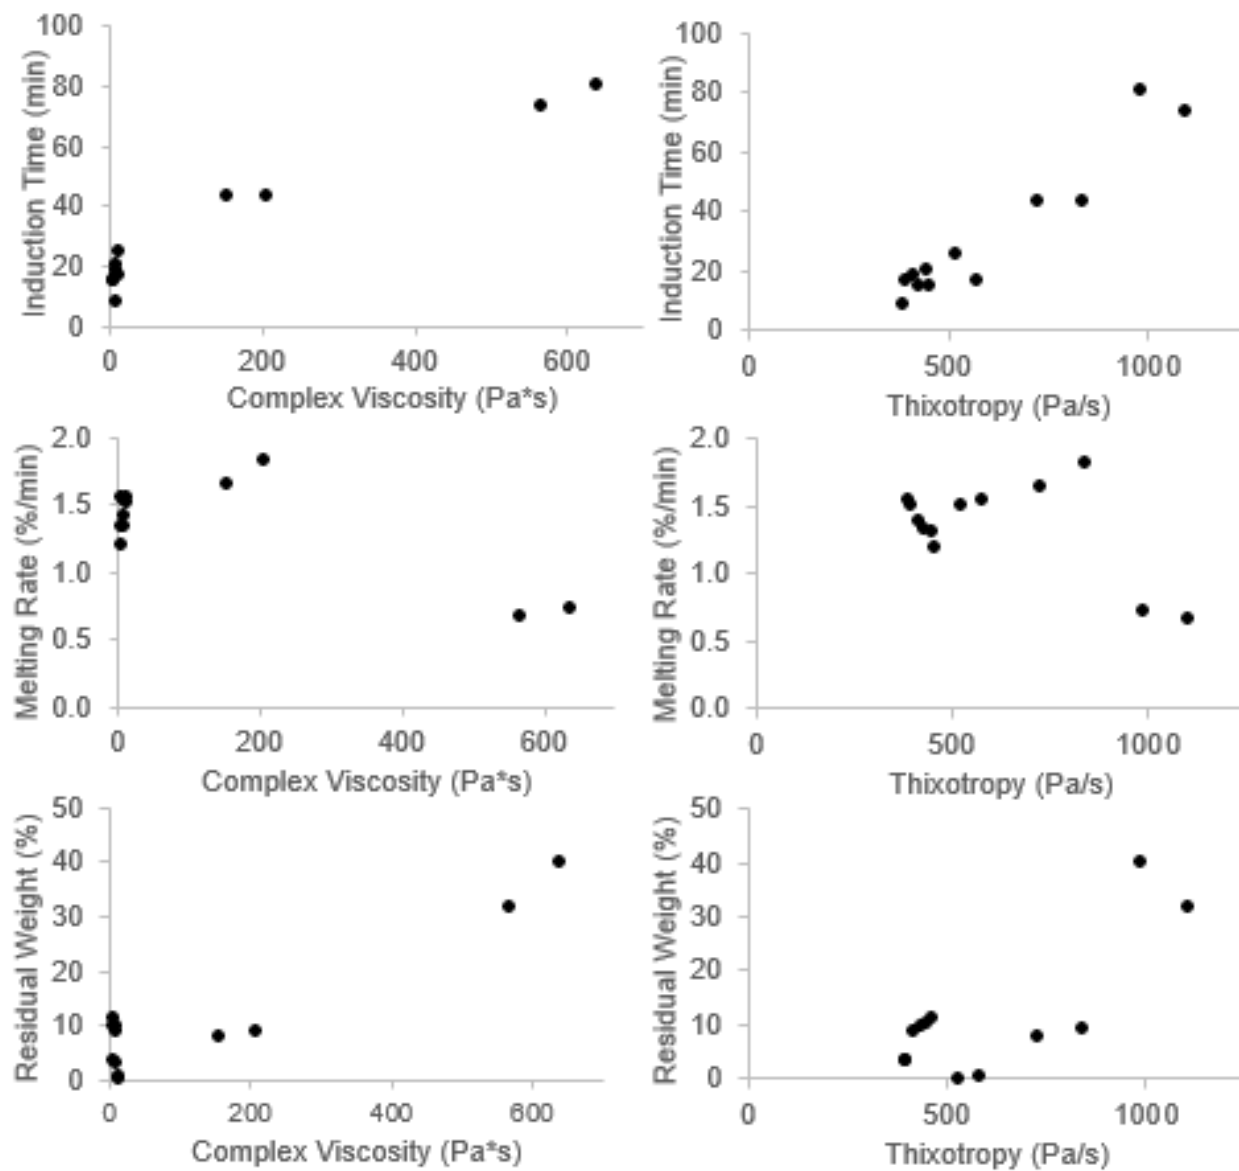 Induction Time (min)
100
80
60
40
20
0
0 200 400 600
Complex Viscosity (Pa*s)
Induction Time (min)
100
80
60
40
20
0
0 500 1000
Thixotropy (Pa/s)
Melting Rate (%/min)
2.0
1.5
1.0
0.5
0.0
0 200 400 600
Complex Viscosity (Pa*s)
Melting Rate (%/min)
2.0
1.5
1.0
0.5
0.0
0 500 1000
Thixotropy (Pa/s)
Residual Weight (%)
50
40
30
20
10
0
0 200 400 600
Complex Viscosity (Pa*s)
Residual Weight (%)
50
40
30
20
10
0
0 500 1000
Thixotropy (Pa/s)